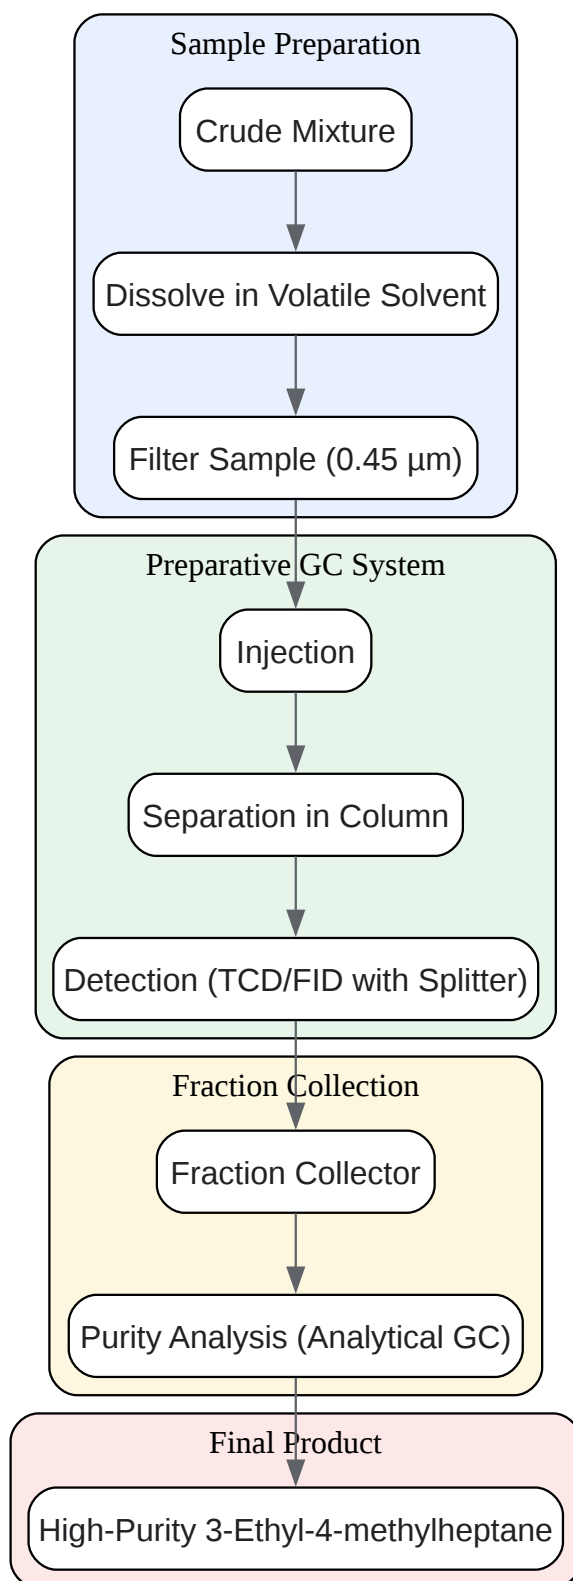 Sample Preparation
Crude Mixture
Dissolve in Volatile Solvent
Filter Sample (0.45 µm)
Preparative GC System
Injection
Separation in Column
Detection (TCD/FID with Splitter)
Fraction Collection
Fraction Collector
Purity Analysis (Analytical GC)
Final Product
High-Purity 3-Ethyl-4-methylheptane